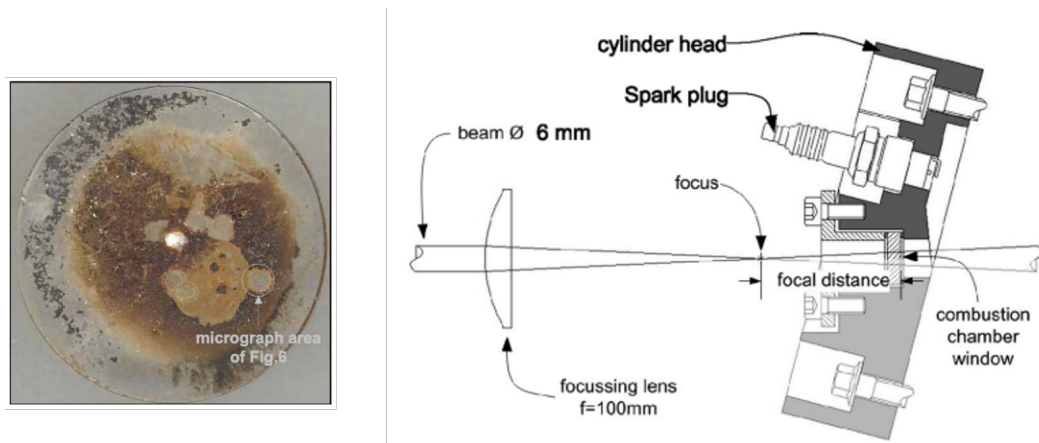 micrograph area
of Fig.6
cylinder head
Spark plug
beam Ø 6 mm
focus
focal distance
combustion
chamber
window
focussing lens
f=100mm